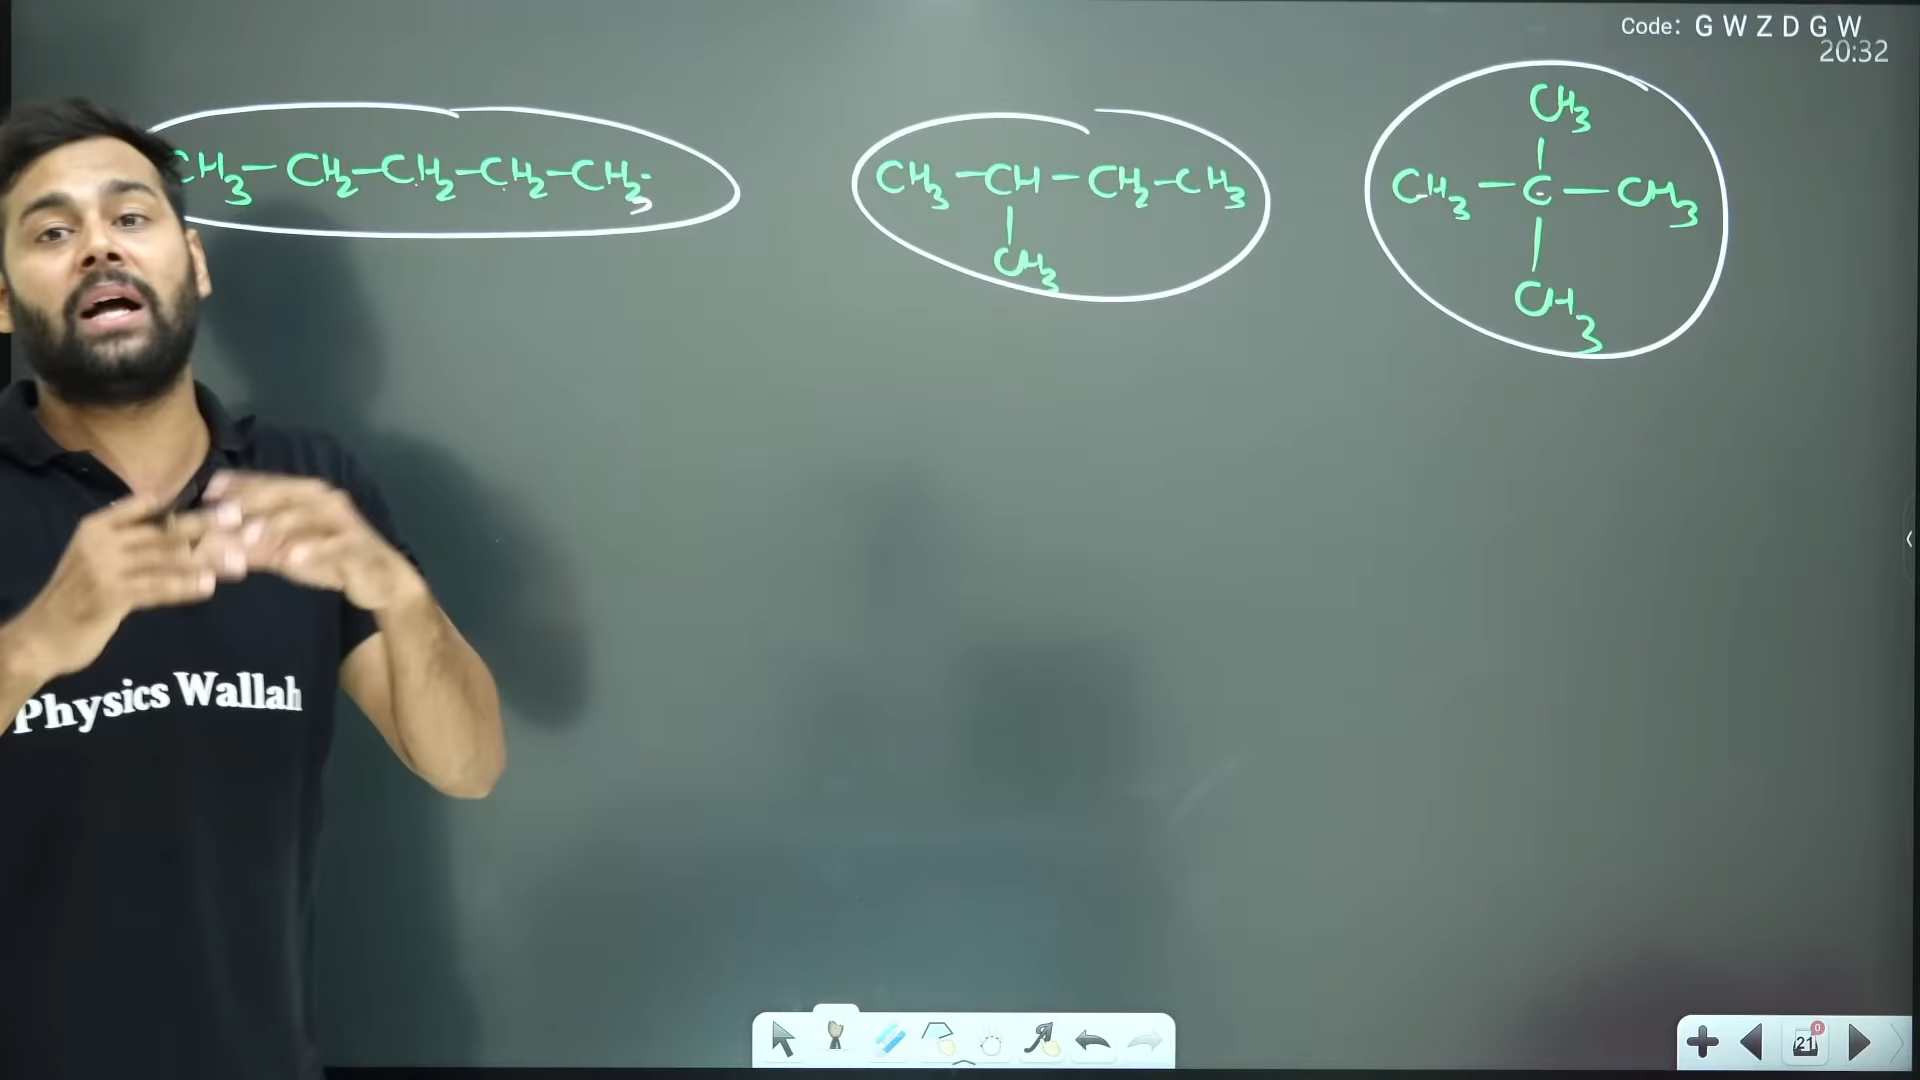 Code: G W Z D G W
20:32
CH3-CH2-CH2-CH2-CH3
CH3-CH-CH2-CH3
|
CH3
CH3
|
CH3-C-CH3
|
CH3
Physics Wallah
21
0